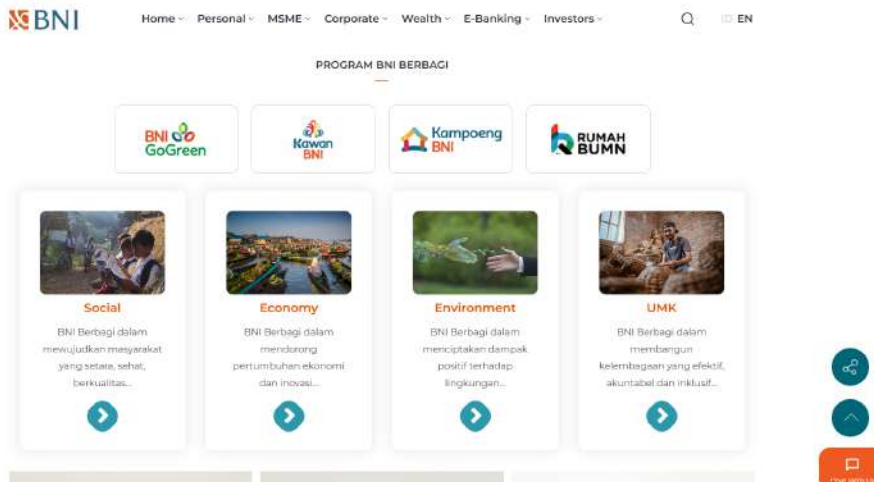 BNI
Home Personal MSME Corporate Wealth E-Banking Investors
ID EN
PROGRAM BNI BERBAGI
BNI
GoGreen
Kawan
BNI
Kampoeng
BNI
RUMAH
BUMN
Social
BNI Berbagi dalam
mewujudkan masyarakat
yang setara, sehat,
berkualitas...
Economy
BNI Berbagi dalam
mendorong
pertumbuhan ekonomi
dan inovasi...
Environment
BNI Berbagi dalam
menciptakan dampak
positif terhadap
lingkungan...
UMK
BNI Berbagi dalam
membangun
kelembagaan yang efektif,
akuntabel dan inklusif...